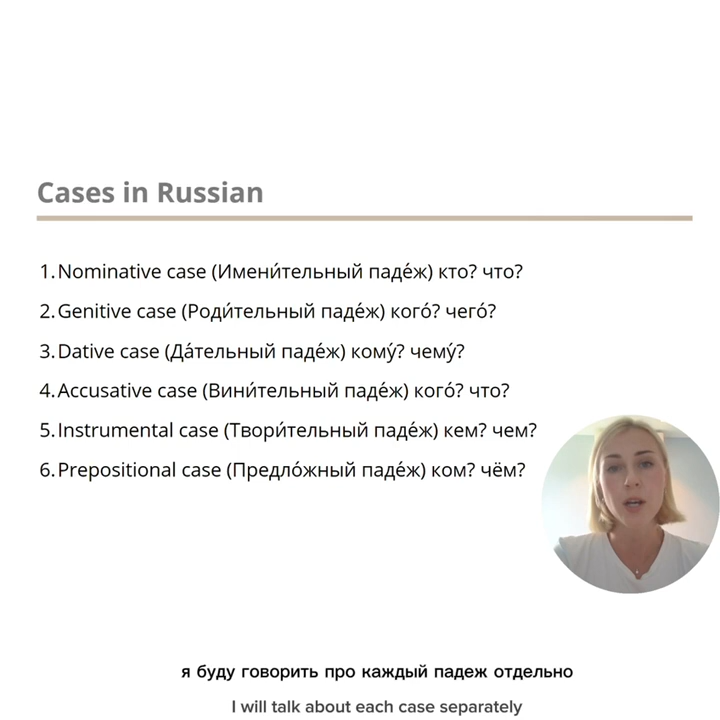 Cases in Russian
1. Nominative case (Имени́тельный паде́ж) кто? что?
2. Genitive case (Роди́тельный паде́ж) кого́? чего́?
3. Dative case (Да́тельный паде́ж) кому́? чему́?
4. Accusative case (Вини́тельный паде́ж) кого́? что?
5. Instrumental case (Твори́тельный паде́ж) кем? чем?
6. Prepositional case (Предло́жный паде́ж) ком? чём?
я буду говорить про каждый падеж отдельно
I will talk about each case separately